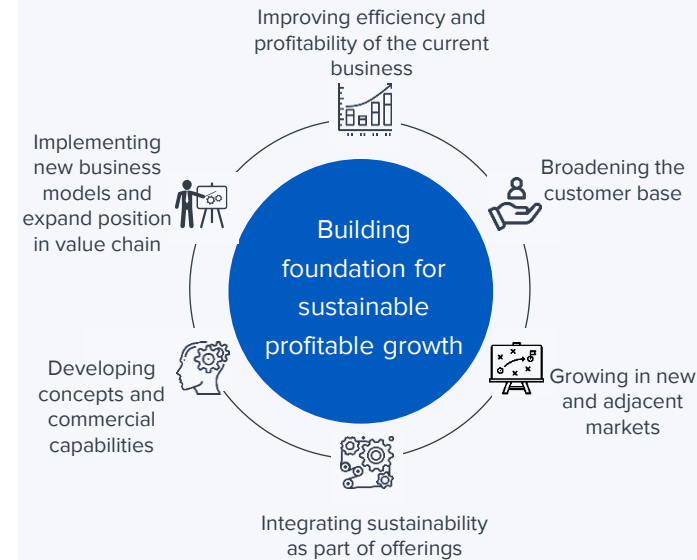 Improving efficiency and
profitability of the current
business
Broadening the
customer base
Growing in new
and adjacent
markets
Integrating sustainability
as part of offerings
Developing
concepts and
commercial
capabilities
Implementing
new business
models and
expand position
in value chain
Building
foundation for
sustainable
profitable growth